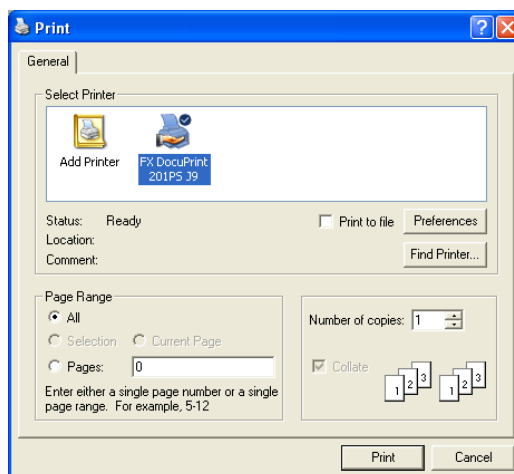 Print
General
Select Printer
Add Printer
FX DocuPrint
201PS J9
Status: Ready
Print to file
Preferences
Location:
Comment:
Find Printer...
Page Range
All
Selection
Current Page
Pages: 0
Enter either a single page number or a single
page range. For example, 5-12
Number of copies: 1
Collate
1 2 3 1 2 3
Print
Cancel